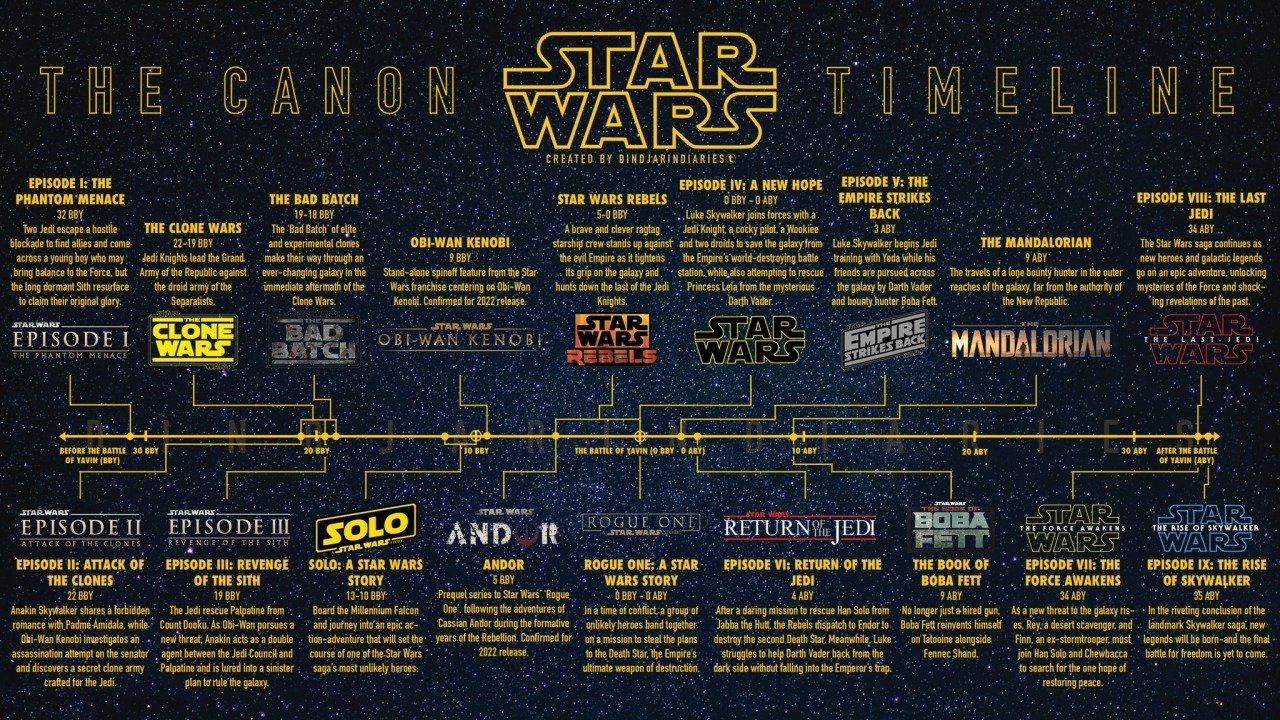 THE CANON
STAR
WARS
TIMELINE
CREATED BY DINDJARINDIARIES
EPISODE I: THE
PHANTOM MENACE
32 BBY
Two Jedi escape a hostile
blockade to find allies and come
across a young boy who may
bring balance to the Force, but
the long dormant Sith resurface
to claim their original glory.
STAR.WARS
EPISODE I
THE PHANTOM MENACE
THE CLONE WARS
22-19 BBY
Jedi Knights lead the Grand
Army of the Republic against
the droid army of the
Separatists.
STAR WARS
THE
CLONE
WARS
THE BAD BATCH
19-18 BBY
The 'Bad Batch' of elite
and experimental clones
make their way through an
ever-changing galaxy in the
immediate aftermath of the
Clone Wars.
THE
BAD
BATCH
OBI-WAN KENOBI
9 BBY
Stand-alone spinoff feature from the Star
Wars franchise centering on Obi-Wan
Kenobi. Confirmed for 2022 release.
STAR WARS
OBI-WAN KENOBI
STAR WARS REBELS
5-0 BBY
A brave and clever ragtag
starship crew stands up against
the evil Empire as it tightens
its grip on the galaxy and
hunts down the last of the Jedi
Knights.
STAR
WARS
REBELS
EPISODE IV: A NEW HOPE
0 BBY - 0 ABY
Luke Skywalker joins forces with a
Jedi Knight, a cocky pilot, a Wookiee
and two droids to save the galaxy from
the Empire's world-destroying battle
station, while also attempting to rescue
Princess Leia from the mysterious
Darth Vader.
STAR
WARS
EPISODE V: THE
EMPIRE STRIKES
BACK
3 ABY
Luke Skywalker begins Jedi
training with Yoda while his
friends are pursued across
the galaxy by Darth Vader
and bounty hunter Boba Fett.
THE
EMPIRE
STRIKES BACK
THE MANDALORIAN
9 ABY
The travels of a lone bounty hunter in the outer
reaches of the galaxy, far from the authority of
the New Republic.
THE
MANDALORIAN
EPISODE VIII: THE LAST
JEDI
34 ABY
The Star Wars saga continues as
new heroes and galactic legends
go on an epic adventure, unlocking
mysteries of the Force and shock-
ing revelations of the past.
STAR
THE LAST JEDI
WARS
DINDJARINDIARIES
BEFORE THE BATTLE
OF YAVIN (BBY)
30 BBY
20 BBY
10 BBY
THE BATTLE OF YAVIN (0 BBY - 0 ABY)
10 ABY
20 ABY
30 ABY
AFTER THE BATTLE
OF YAVIN (ABY)
STAR.WARS
EPISODE II
ATTACK OF THE CLONES
EPISODE II: ATTACK OF
THE CLONES
22 BBY
Anakin Skywalker shares a forbidden
romance with Padmé Amidala, while
Obi-Wan Kenobi investigates an
assassination attempt on the senator
and discovers a secret clone army
crafted for the Jedi.
STAR.WARS
EPISODE III
REVENGE OF THE SITH
EPISODE III: REVENGE
OF THE SITH
19 BBY
The Jedi rescue Palpatine from
Count Dooku. As Obi-Wan pursues a
new threat, Anakin acts as a double
agent between the Jedi Council and
Palpatine and is lured into a sinister
plan to rule the galaxy.
SOLO
STAR WARS
SOLO: A STAR WARS
STORY
13-10 BBY
Board the Millennium Falcon
and journey into an epic ac-
tion-adventure that will set the
course of one of the Star Wars
saga's most unlikely heroes.
STAR WARS
ANDOR
ANDOR
5 BBY
Prequel series to Star Wars' 'Rogue
One', following the adventures of
Cassian Andor during the formative
years of the Rebellion. Confirmed for
2022 release.
ROGUE ONE
STAR WARS
ROGUE ONE: A STAR
WARS STORY
0 BBY - 0 ABY
In a time of conflict, a group of
unlikely heroes band together
on a mission to steal the plans
to the Death Star, the Empire's
ultimate weapon of destruction.
STAR WARS
RETURN OF THE JEDI
EPISODE VI: RETURN OF THE
JEDI
4 ABY
After a daring mission to rescue Han Solo from
Jabba the Hutt, the Rebels dispatch to Endor to
destroy the second Death Star. Meanwhile, Luke
struggles to help Darth Vader back from the
dark side without falling into the Emperor's trap.
STAR WARS
THE BOOK OF
BOBA
FETT
THE BOOK OF
BOBA FETT
9 ABY
No longer just a hired gun,
Boba Fett reinvents himself
on Tatooine alongside
Fennec Shand.
STAR
THE FORCE AWAKENS
WARS
EPISODE VII: THE
FORCE AWAKENS
34 ABY
As a new threat to the galaxy ris-
es, Rey, a desert scavenger, and
Finn, an ex-stormtrooper, must
join Han Solo and Chewbacca
to search for the one hope of
restoring peace.
STAR
THE RISE OF SKYWALKER
WARS
EPISODE IX: THE RISE
OF SKYWALKER
35 ABY
In the riveting conclusion of the
landmark Skywalker saga, new
legends will be born-and the final
battle for freedom is yet to come.